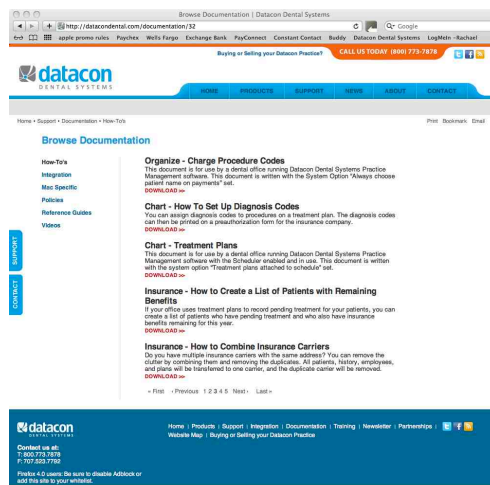 Browse Documentation | Datacon Dental Systems
http://datacondental.com/documentation/32
Google
apple promo rules Paychex Wells Fargo Exchange Bank PayConnect Constant Contact Buddy Datacon Dental Systems LogMeIn -Rachael
Buying or Selling your Datacon Practice?
CALL US TODAY (800) 773-7878
datacon
DENTAL SYSTEMS
HOME PRODUCTS SUPPORT NEWS ABOUT CONTACT
Home • Support • Documentation • How-To's
Print Bookmark Email
Browse Documentation
How-To's
Integration
Mac Specific
Policies
Reference Guides
Videos
SUPPORT
CONTACT
Organize - Charge Procedure Codes
This document is for use by a dental office running Datacon Dental Systems Practice
Management software. This document is written with the System Option "Always choose
patient name on payments" set.
DOWNLOAD >>
Chart - How To Set Up Diagnosis Codes
You can assign diagnosis codes to procedures on a treatment plan. The diagnosis codes
can then be printed on a preauthorization form for the insurance company.
DOWNLOAD >>
Chart - Treatment Plans
This document is for use by a dental office running Datacon Dental Systems Practice
Management software with the Scheduler enabled and in use. This document is written
with the system option "Treatment plans attached to schedule" set.
DOWNLOAD >>
Insurance - How to Create a List of Patients with Remaining
Benefits
If your office uses treatment plans to record pending treatment for your patients, you can
create a list of patients who have pending treatment and who also have insurance
benefits remaining for this year.
DOWNLOAD >>
Insurance - How to Combine Insurance Carriers
Do you have multiple insurance carriers with the same address? You can remove the
clutter by combining them and removing the duplicates. All patients, history, employees,
and plans will be transferred to one carrier, and the duplicate carrier will be removed.
DOWNLOAD >>
« First ‹ Previous 1 2 3 4 5 Next › Last »
datacon
DENTAL SYSTEMS
Home | Products | Support | Integration | Documentation | Training | Newsletter | Partnerships |
Website Map | Buying or Selling your Datacon Practice
Contact us at:
T: 800.773.7878
F: 707.523.7792
Firefox 4.0 users: Be sure to disable Adblock or
add this site to your whitelist.